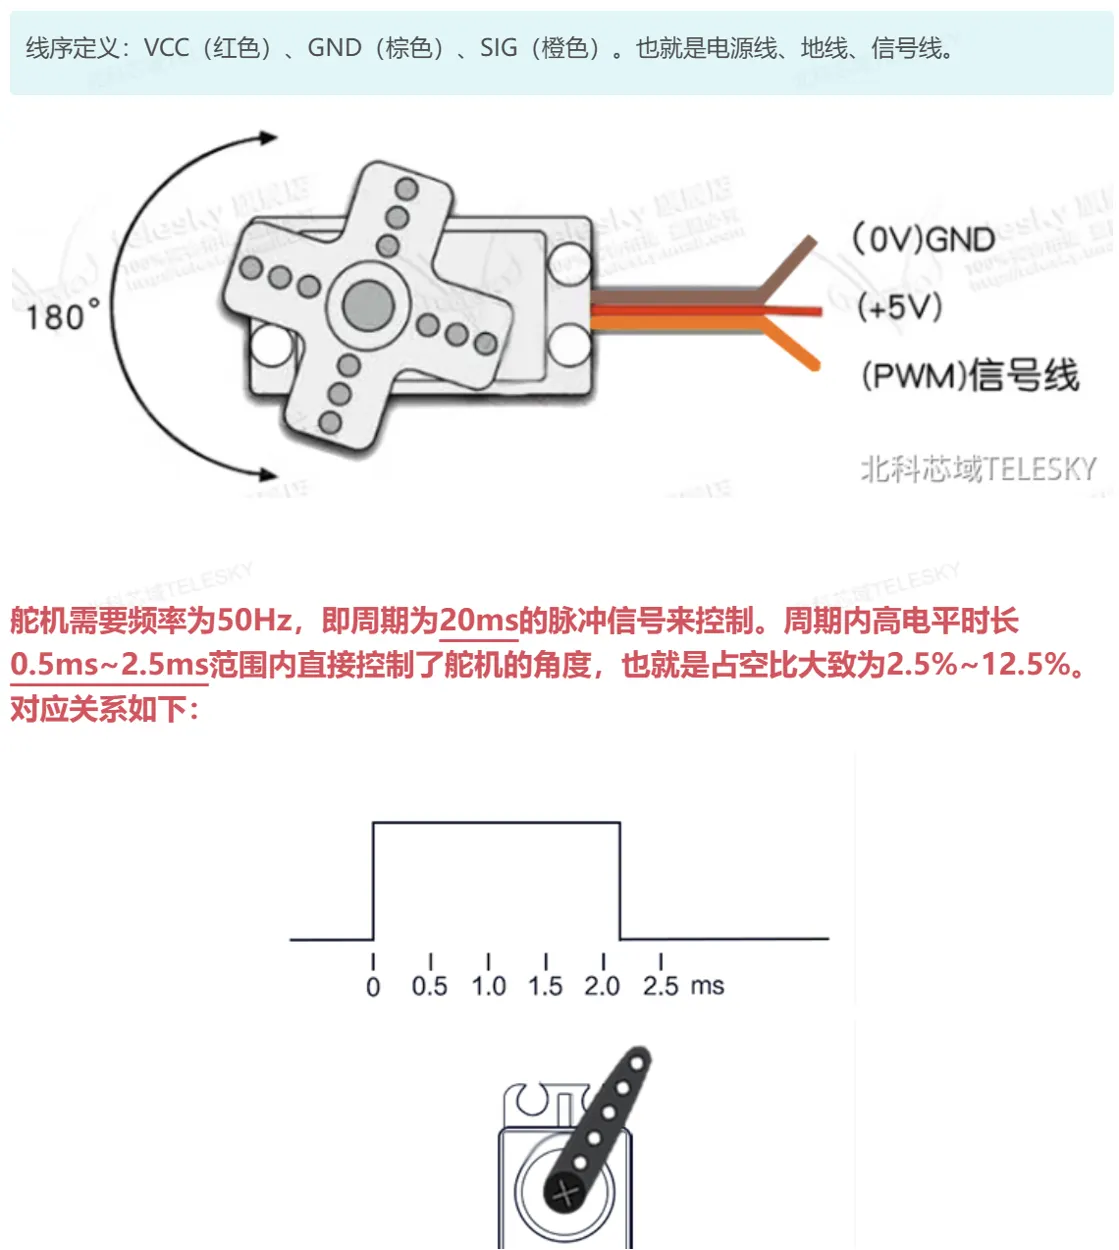 线序定义：VCC（红色）、GND（棕色）、SIG（橙色）。也就是电源线、地线、信号线。
180°
（0V)GND
(+5V)
(PWM)信号线
北科芯域TELESKY
舵机需要频率为50Hz，即周期为20ms的脉冲信号来控制。周期内高电平时长
0.5ms~2.5ms范围内直接控制了舵机的角度，也就是占空比大致为2.5%~12.5%。
对应关系如下：
0 0.5 1.0 1.5 2.0 2.5 ms